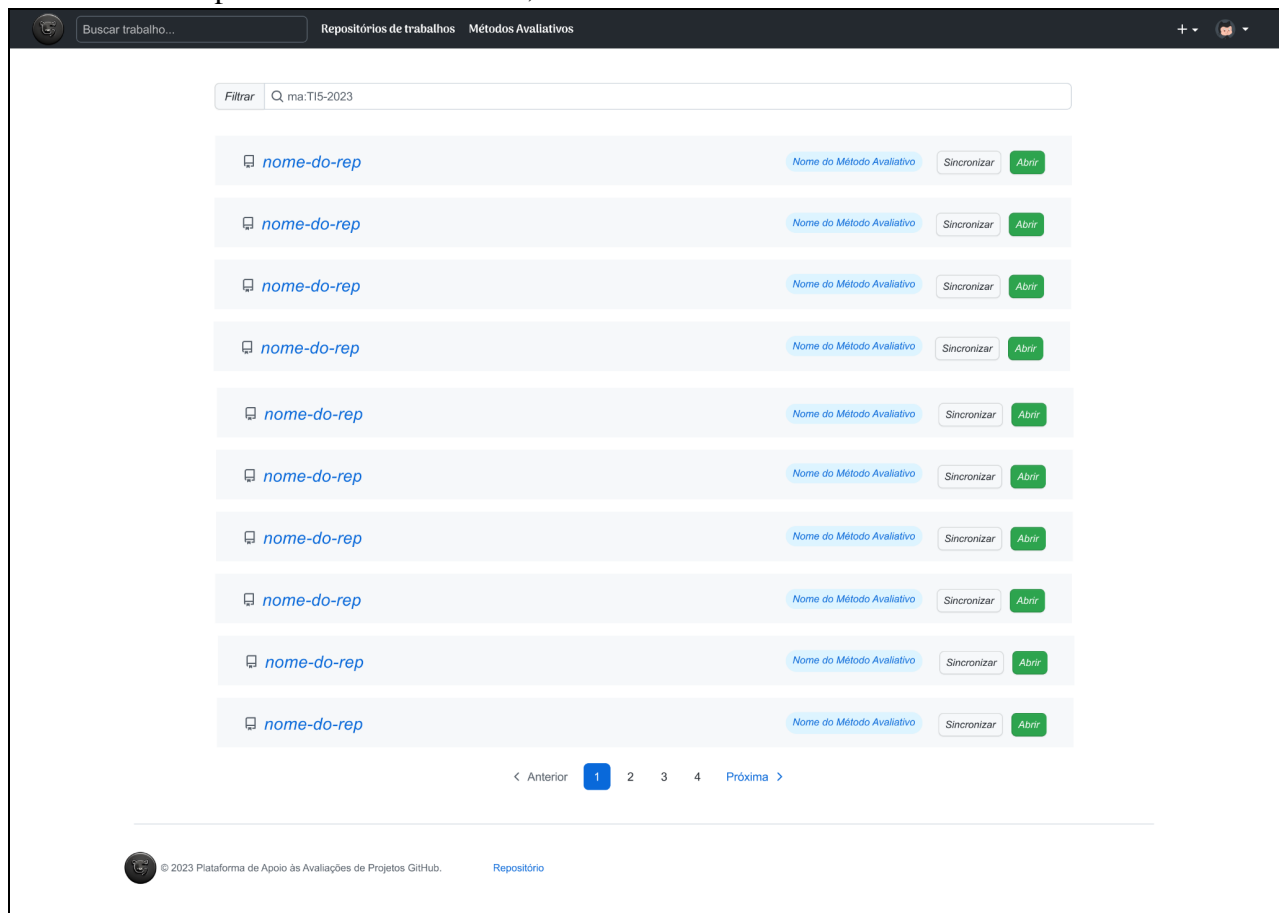 Buscar trabalho... Repositórios de trabalhos Métodos Avaliativos
Filtrar ma:TI5-2023
nome-do-rep Nome do Método Avaliativo Sincronizar Abrir
nome-do-rep Nome do Método Avaliativo Sincronizar Abrir
nome-do-rep Nome do Método Avaliativo Sincronizar Abrir
nome-do-rep Nome do Método Avaliativo Sincronizar Abrir
nome-do-rep Nome do Método Avaliativo Sincronizar Abrir
nome-do-rep Nome do Método Avaliativo Sincronizar Abrir
nome-do-rep Nome do Método Avaliativo Sincronizar Abrir
nome-do-rep Nome do Método Avaliativo Sincronizar Abrir
nome-do-rep Nome do Método Avaliativo Sincronizar Abrir
nome-do-rep Nome do Método Avaliativo Sincronizar Abrir
Anterior 1 2 3 4 Próxima
© 2023 Plataforma de Apoio às Avaliações de Projetos GitHub. Repositório